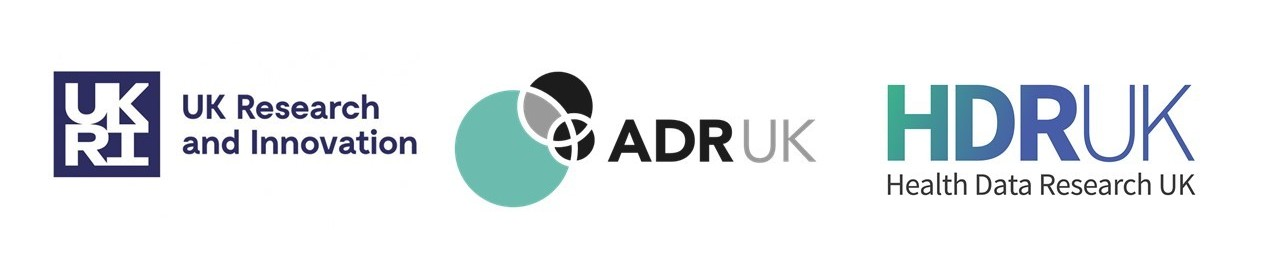 UK
RI
UK Research
and Innovation
ADR UK
HDRUK
Health Data Research UK